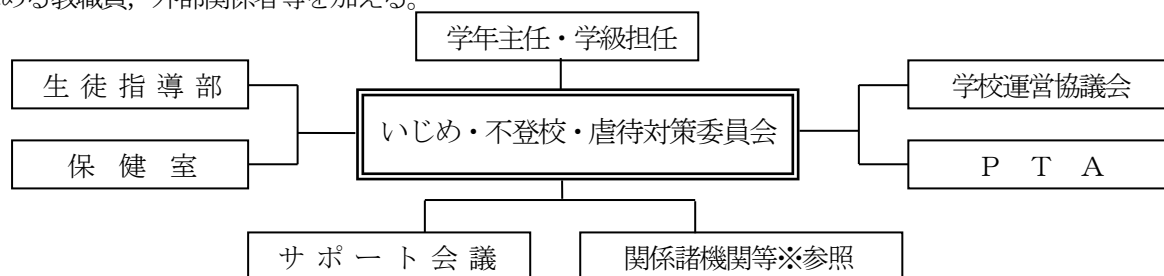 める教職員，外部関係者等を加える。
学年主任・学級担任
生 徒 指 導 部
学校運営協議会
いじめ・不登校・虐待対策委員会
保 健 室
Ｐ Ｔ Ａ
サ ポ ー ト 会 議
関係諸機関等※参照